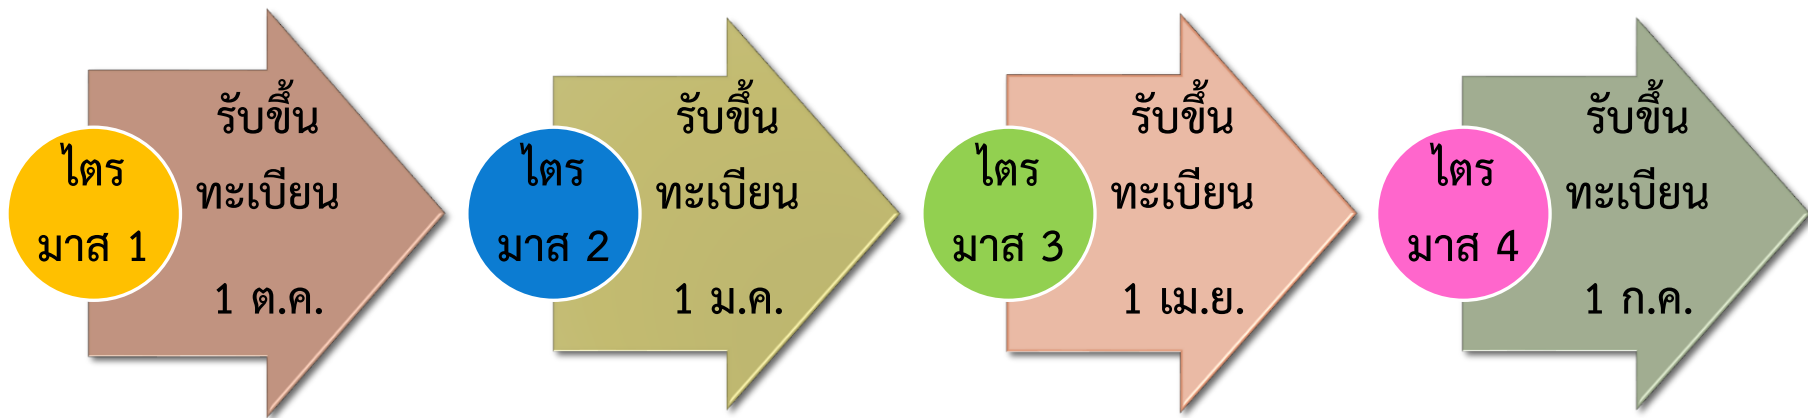 ไตร
มาส 1
รับขึ้น
ทะเบียน
1 ต.ค.
ไตร
มาส 2
รับขึ้น
ทะเบียน
1 ม.ค.
ไตร
มาส 3
รับขึ้น
ทะเบียน
1 เม.ย.
ไตร
มาส 4
รับขึ้น
ทะเบียน
1 ก.ค.